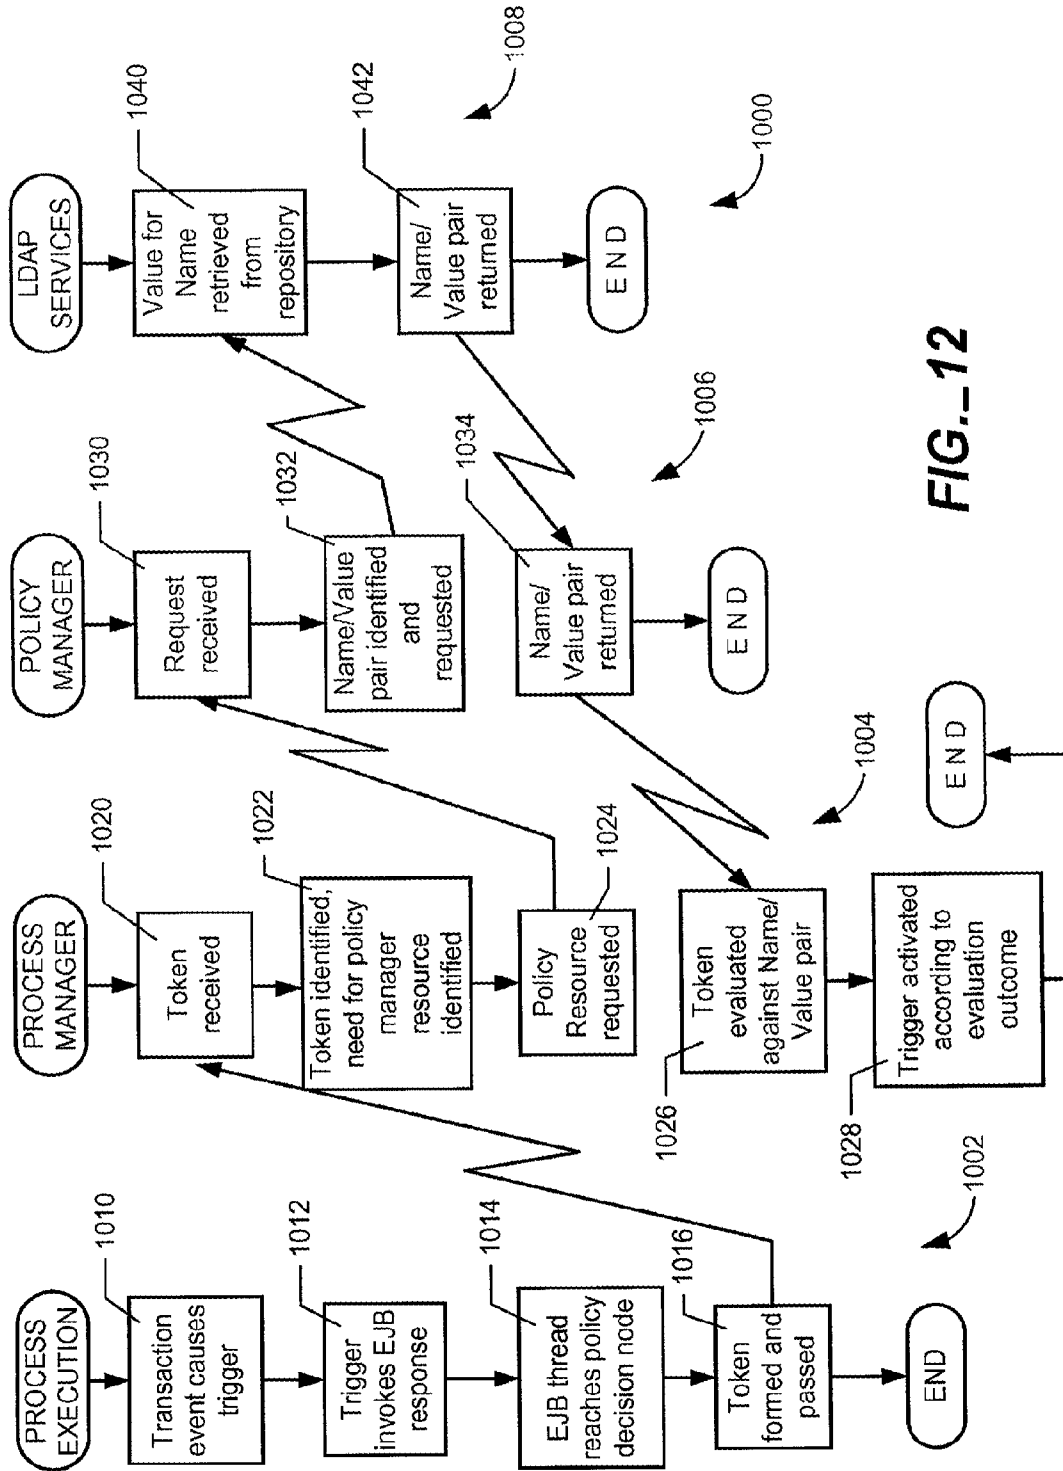 PROCESS
EXECUTION
1010
Transaction
event causes
trigger
1012
Trigger
invokes EJB
response
1014
EJB thread
reaches policy
decision node
1016
Token
formed and
passed
END
1002
PROCESS
MANAGER
1020
Token
received
1022
Token identified,
need for policy
manager
resource
identified
1024
Policy
Resource
requested
1026
Token
evaluated
against Name/
Value pair
1028
Trigger activated
according to
evaluation
outcome
END
1004
POLICY
MANAGER
1030
Request
received
1032
Name/Value
pair identified
and
requested
1034
Name/
Value pair
returned
END
1006
LDAP
SERVICES
1040
Value for
Name
retrieved
from
repository
1042
Name/
Value pair
returned
END
1008
1000
FIG._12